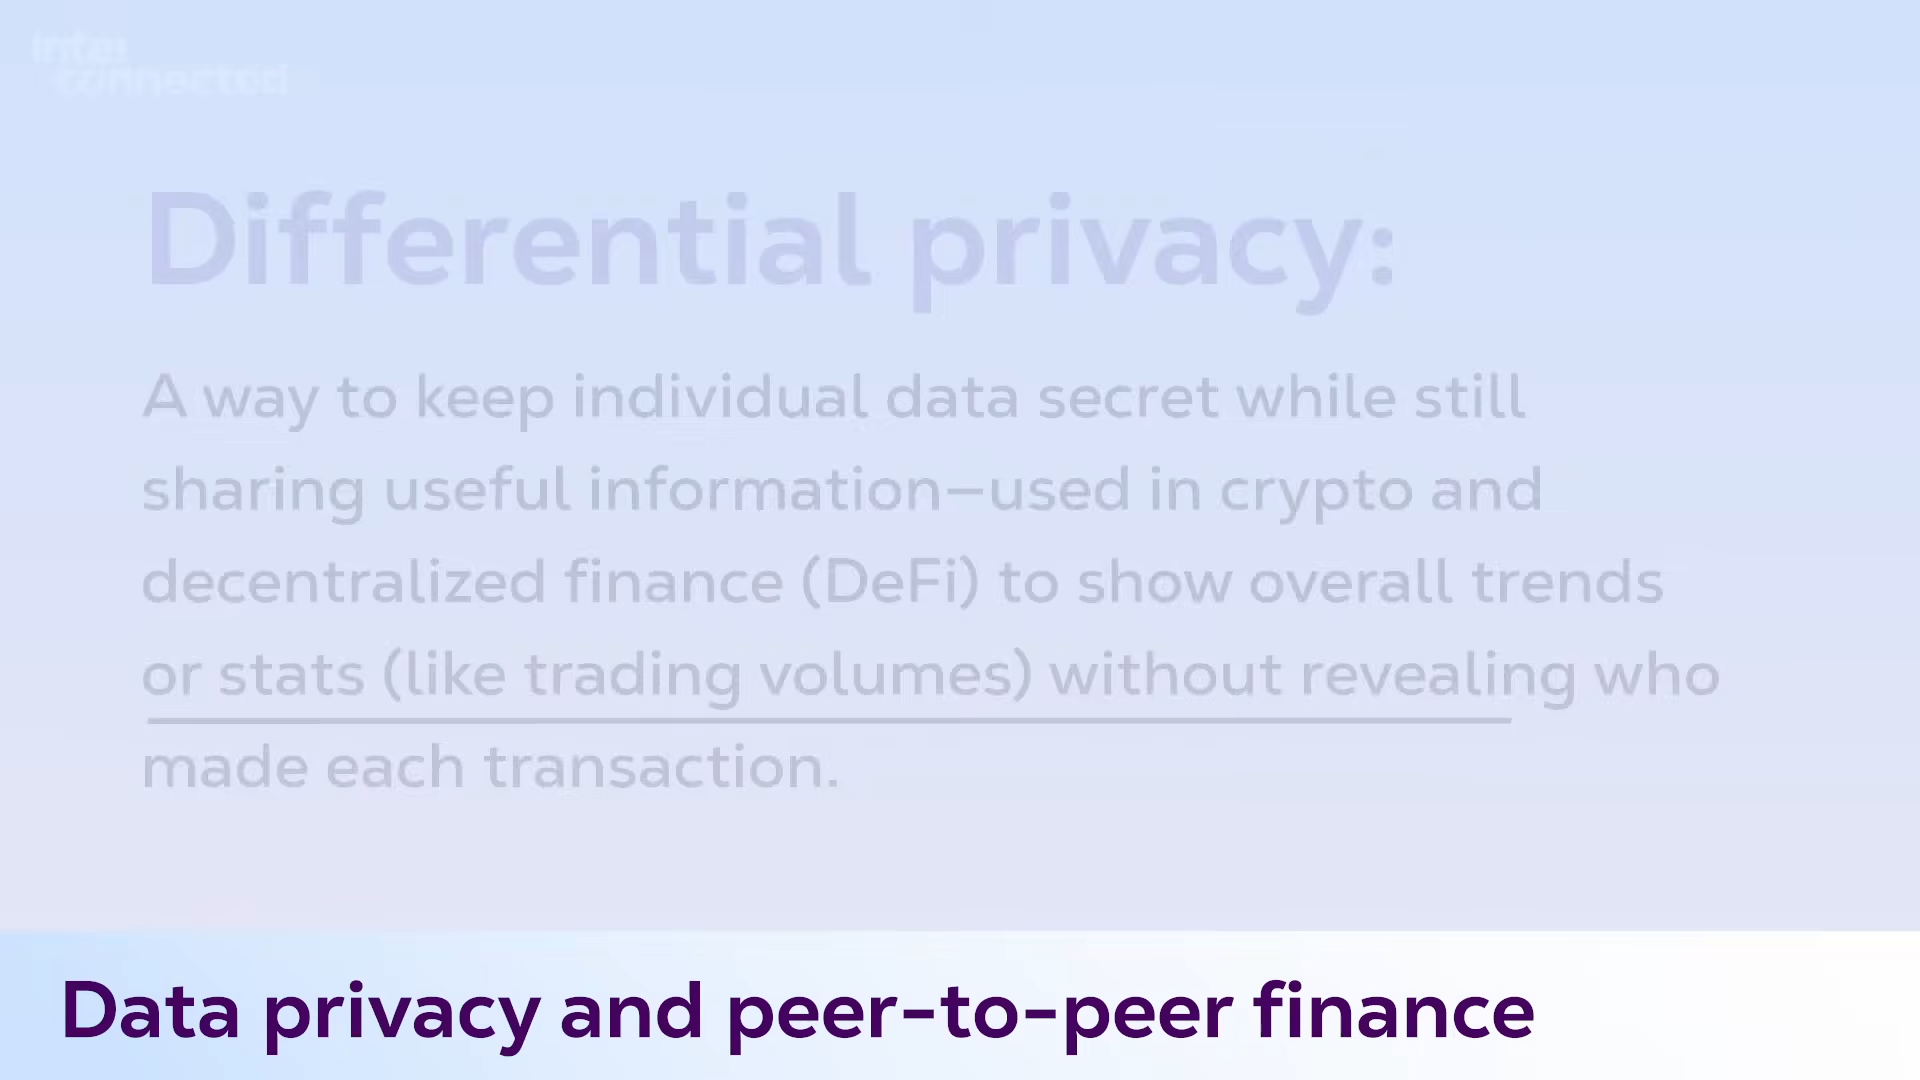 inter
connected
Differential privacy:
A way to keep individual data secret while still
sharing useful information—used in crypto and
decentralized finance (DeFi) to show overall trends
or stats (like trading volumes) without revealing who
made each transaction.
Data privacy and peer-to-peer finance